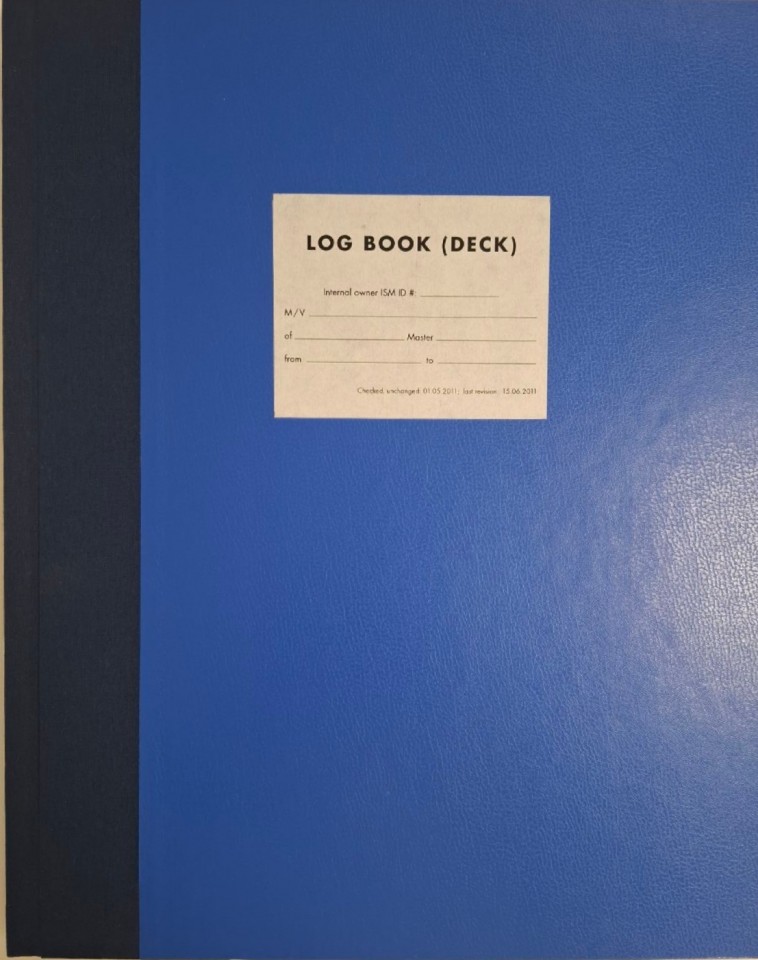 LOG BOOK (DECK)
Internal owner ISM ID #:
M/V
of Master
from to
Checked, unchanged: 01.05.2011; last revision: 15.06.2011